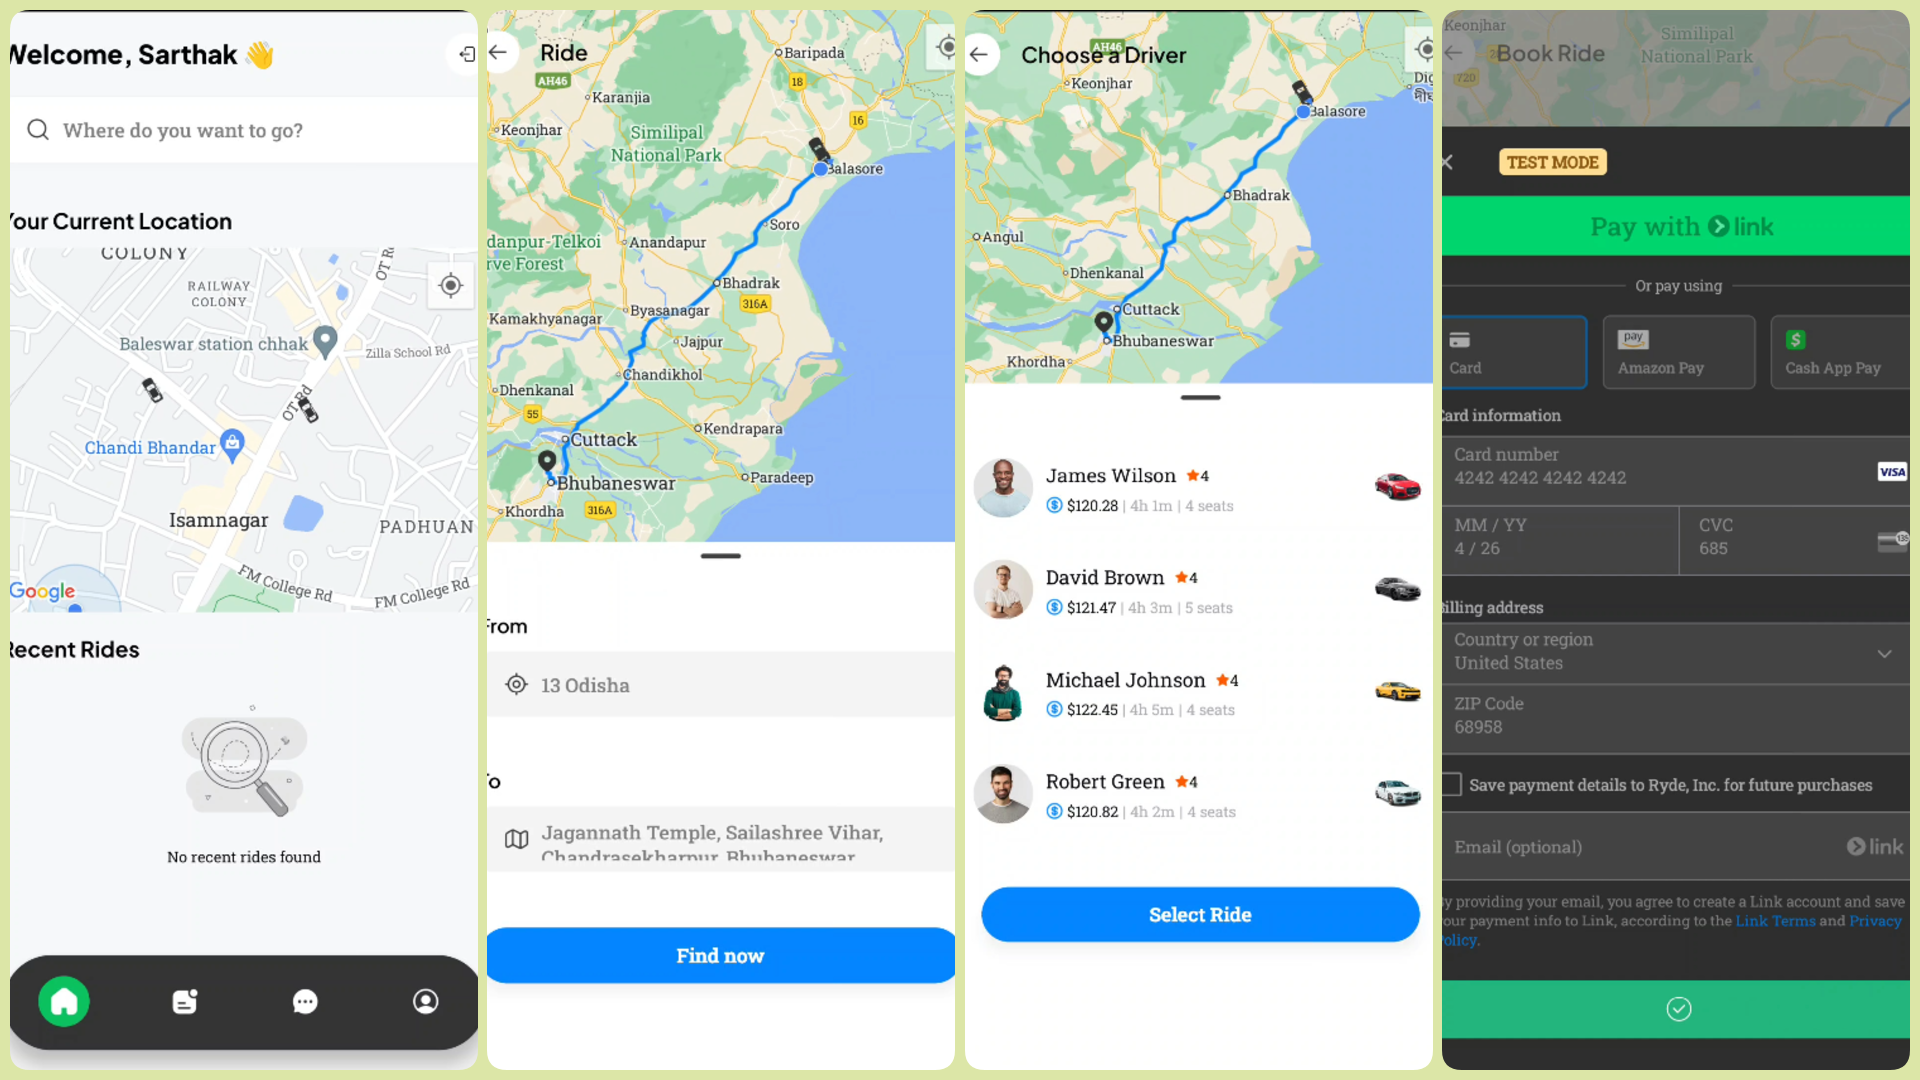 Welcome, Sarthak 👋
Where do you want to go?
Your Current Location
COLONY
RAILWAY
COLONY
OT R
Baleswar station chhak
Zilla School Rd
OT Rd
Chandi Bhandar
Isamnagar
PADHUAN
FM College Rd
FM College Rd
Google
Recent Rides
No recent rides found
Ride
AH46
Baripada
18
Karanjia
16
Keonjhar
Similipal
National Park
Balasore
Soro
danpur-Telkoi
rve Forest
Anandapur
Bhadrak
316A
Kamakhyanagar
Byasanagar
Jajpur
Chandikhol
Dhenkanal
55
Kendrapara
Cuttack
Bhubaneswar
Paradeep
Khordha
316A
From
13 Odisha
To
Jagannath Temple, Sailashree Vihar,
Chandrasekharpur, Bhubaneswar
Find now
Choose a Driver
AH46
Keonjhar
Dig
Balasore
Bhadrak
Angul
Dhenkanal
Cuttack
Bhubaneswar
Khordha
James Wilson 4
$120.28 | 4h 1m | 4 seats
David Brown 4
$121.47 | 4h 3m | 5 seats
Michael Johnson 4
$122.45 | 4h 5m | 4 seats
Robert Green 4
$120.82 | 4h 2m | 4 seats
Select Ride
Keonjhar
Book Ride
Similipal
National Park
720
TEST MODE
Pay with link
Or pay using
Card
pay
Amazon Pay
$
Cash App Pay
Card information
Card number
4242 4242 4242 4242
VISA
MM / YY
4 / 26
CVC
685
Billing address
Country or region
United States
ZIP Code
68958
Save payment details to Ryde, Inc. for future purchases
Email (optional)
link
By providing your email, you agree to create a Link account and save
your payment info to Link, according to the Link Terms and Privacy
Policy.